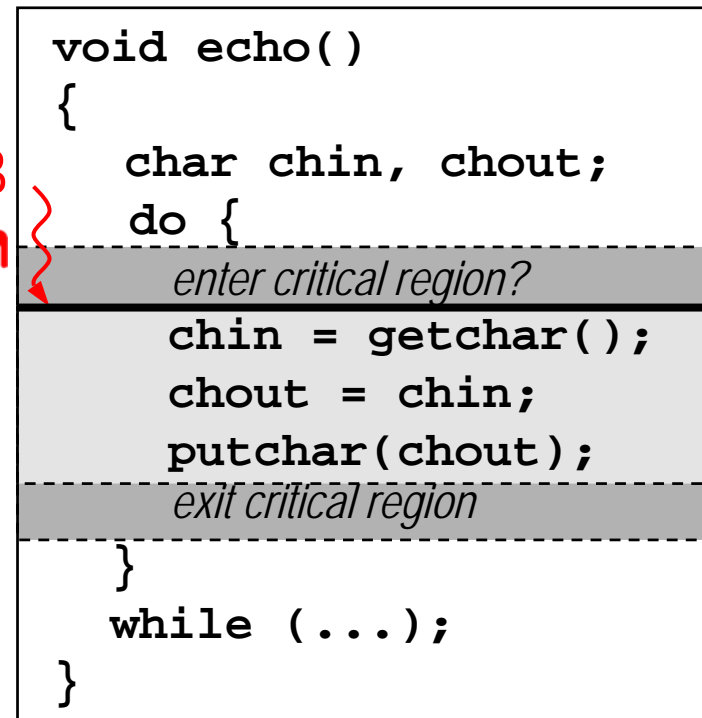 void echo()
{
char chin, chout;
do {
enter critical region?
chin = getchar();
chout = chin;
putchar(chout);
exit critical region
}
while (...);
}